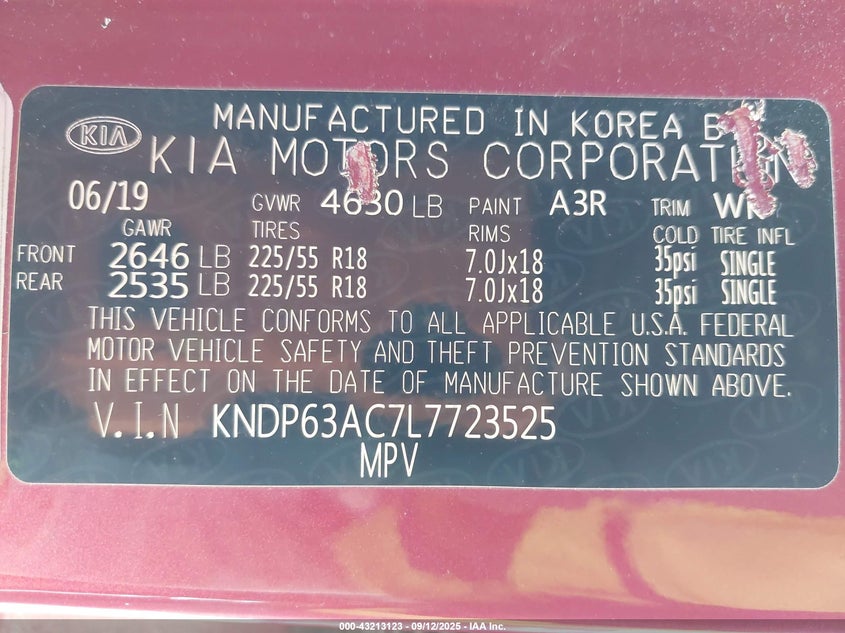 MANUFACTURED IN KOREA
KIA
KIA MOTORS CORPORATION
06/19 GVWR 4630 LB PAINT A3R TRIM
GAWR TIRES RIMS COLD TIRE INFL
FRONT 2646 LB 225/55 R18 7.0Jx18 35psi SINGLE
REAR 2535 LB 225/55 R18 7.0Jx18 35psi SINGLE
THIS VEHICLE CONFORMS TO ALL APPLICABLE U.S.A. FEDERAL
MOTOR VEHICLE SAFETY AND THEFT PREVENTION STANDARDS
IN EFFECT ON THE DATE OF MANUFACTURE SHOWN ABOVE.
V.I.N KNDP63AC7L7723525
MPV
000-43213123 - 09/12/2025 - IAA Inc.